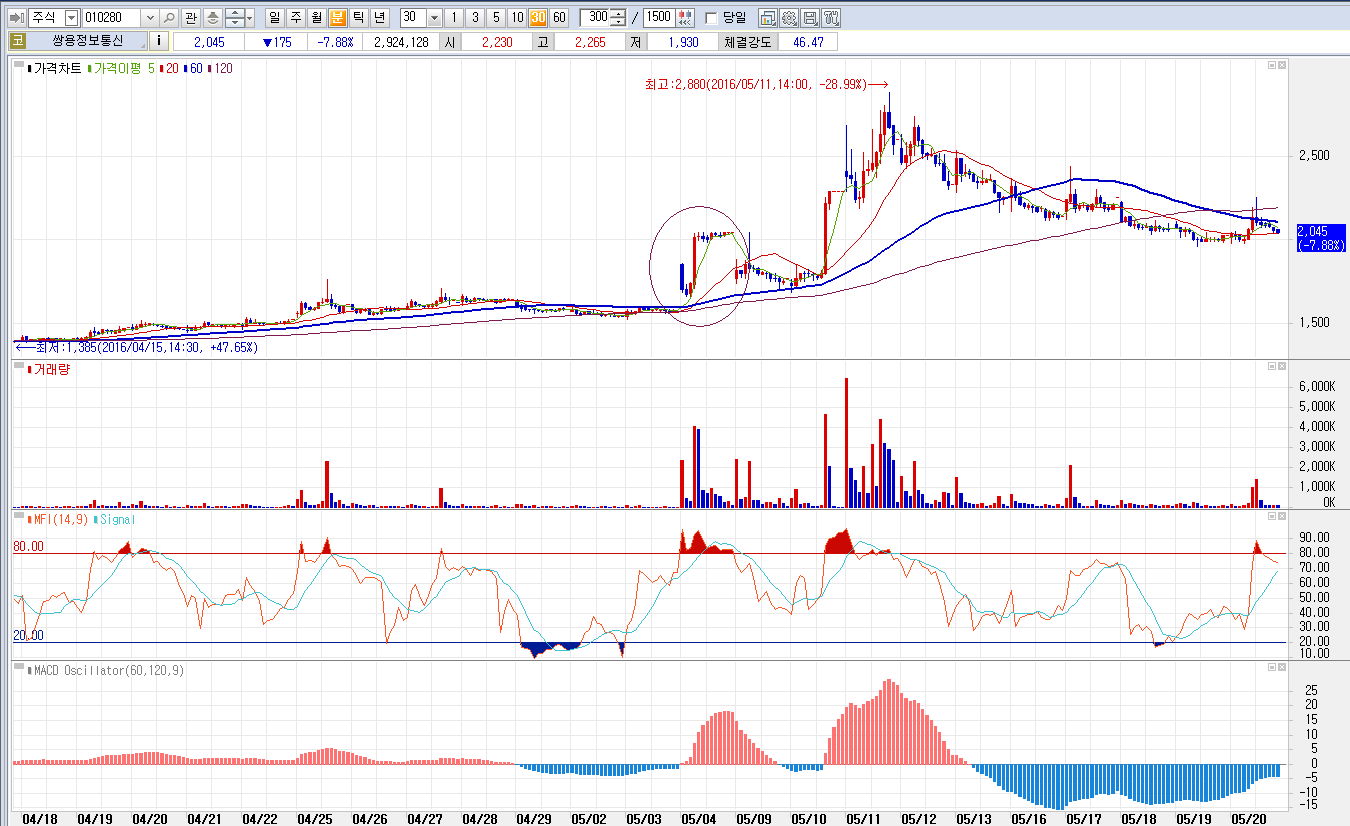 주식 010280 관 일 주 월 분 틱 년 30 1 3 5 10 30 60 300 / 1500 당일
코 쌍용정보통신 i 2,045 ▼175 -7.88% 2,924,128 시 2,230 고 2,265 저 1,930 체결강도 46.47
가격차트 가격이평 5 20 60 120
최고:2,880(2016/05/11,14:00, -28.99%)→
2,500
2,045
(-7.88%)
1,500
←최저:1,385(2016/04/15,14:30, +47.65%)
거래량
6,000K
5,000K
4,000K
3,000K
2,000K
1,000K
0K
MFI(14,9) Signal
90.00
80.00 80.00
70.00
60.00
50.00
40.00
30.00
20.00 20.00
10.00
MACD Oscillator(60,120,9)
25
20
15
10
5
0
-5
-10
-15
04/18 04/19 04/20 04/21 04/22 04/25 04/26 04/27 04/28 04/29 05/02 05/03 05/04 05/09 05/10 05/11 05/12 05/13 05/16 05/17 05/18 05/19 05/20